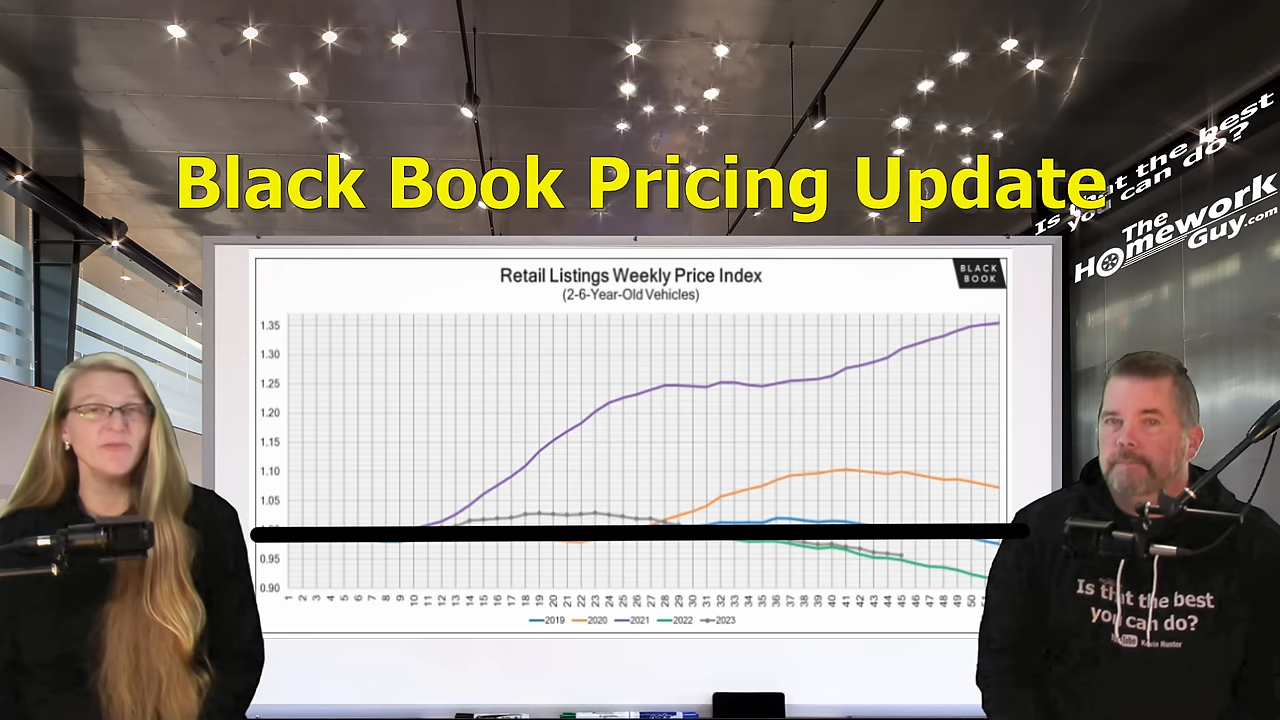 Black Book Pricing Update
Is that the best
you can do?
The
Homework
Guy.com
Retail Listings Weekly Price Index
(2-6-Year-Old Vehicles)
BLACK
BOOK
1.35
1.30
1.25
1.20
1.15
1.10
1.05
0.95
0.90
1 2 3 4 5 6 7 8 9 10 11 12 13 14 15 16 17 18 19 20 21 22 23 24 25 26 27 28 29 30 31 32 33 34 35 36 37 38 39 40 41 42 43 44 45 46 47 48 49 50
2019 2020 2021 2022 2023
Is that the best
you can do?
Kevin Hunter